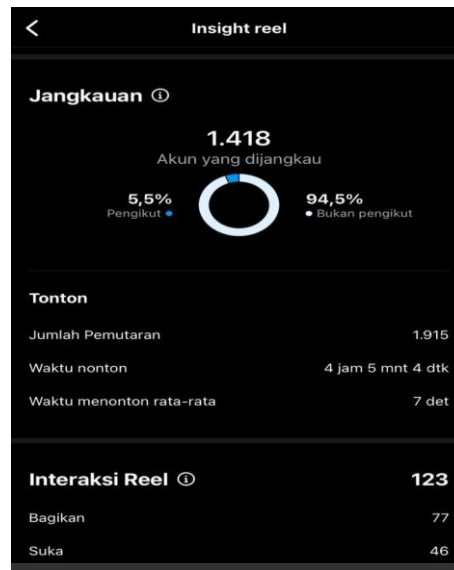 Insight reel
Jangkauan
1.418
Akun yang dijangkau
5,5%
Pengikut
94,5%
Bukan pengikut
Tonton
Jumlah Pemutaran 1.915
Waktu nonton 4 jam 5 mnt 4 dtk
Waktu menonton rata-rata 7 det
Interaksi Reel 123
Bagikan 77
Suka 46